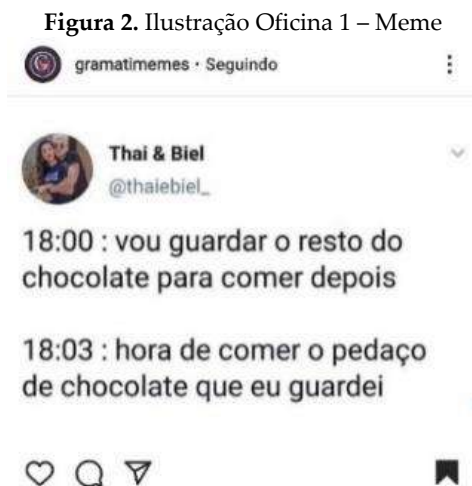 Figura 2. Ilustração Oficina 1 – Meme
gramatimemes · Seguindo
Thai & Biel
@thaiebiel_
18:00 : vou guardar o resto do
chocolate para comer depois
18:03 : hora de comer o pedaço
de chocolate que eu guardei